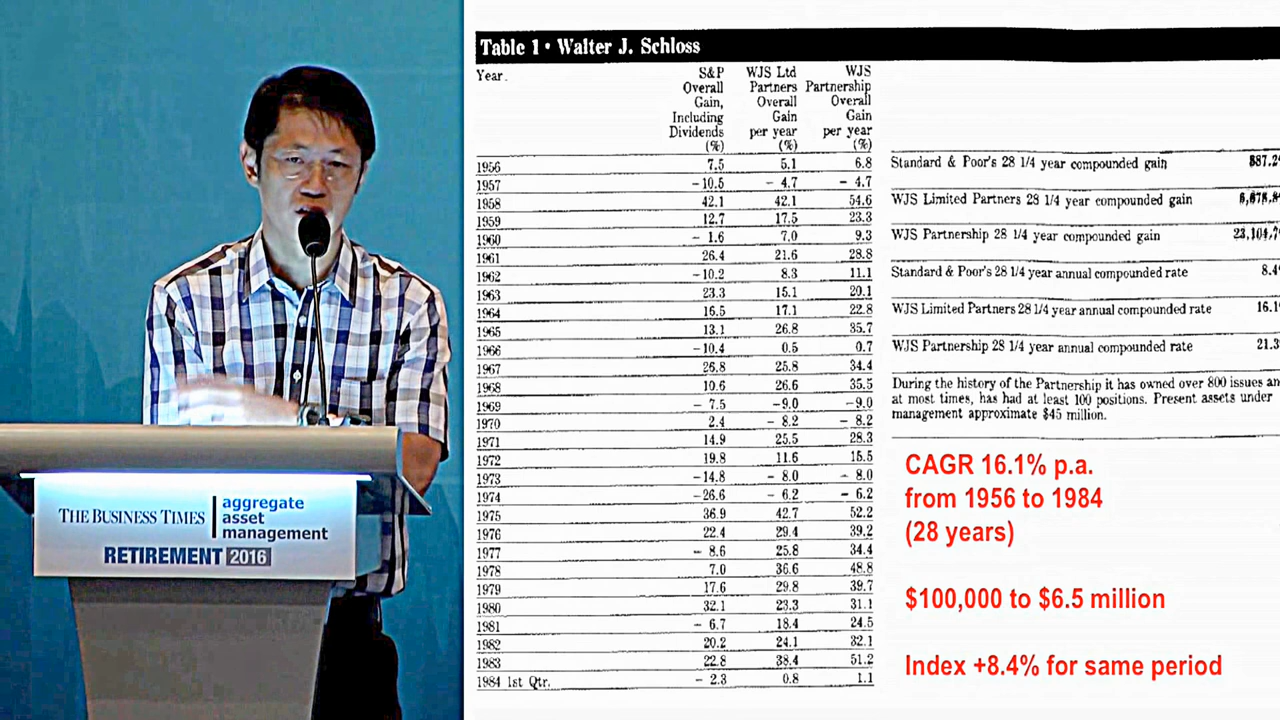 Table 1 • Walter J. Schloss
Year.
S&P Overall Gain, Including Dividends (%)
WJS Ltd Partners Overall Gain per year (%)
WJS Partnership Overall Gain per year (%)
1956 7.5 5.1 6.8
1957 – 10.5 – 4.7 – 4.7
1958 42.1 42.1 54.6
1959 12.7 17.5 23.3
1960 – 1.6 7.0 9.3
1961 26.4 21.6 28.8
1962 –10.2 8.3 11.1
1963 23.3 15.1 20.1
1964 16.5 17.1 22.8
1965 13.1 26.8 35.7
1966 –10.4 0.5 0.7
1967 26.8 25.8 34.4
1968 10.6 26.6 35.5
1969 – 7.5 –9.0 –9.0
1970 2.4 – 8.2 – 8.2
1971 14.9 25.5 28.3
1972 19.8 11.6 15.5
1973 –14.8 – 8.0 – 8.0
1974 –26.6 – 6.2 – 6.2
1975 36.9 42.7 52.2
1976 22.4 29.4 39.2
1977 – 8.6 25.8 34.4
1978 7.0 36.6 48.8
1979 17.6 29.8 39.7
1980 32.1 23.3 31.1
1981 – 6.7 18.4 24.5
1982 20.2 24.1 32.1
1983 22.8 38.4 51.2
1984 1st Qtr. – 2.3 0.8 1.1
Standard & Poor's 28 1/4 year compounded gain
WJS Limited Partners 28 1/4 year compounded gain
WJS Partnership 28 1/4 year compounded gain
Standard & Poor's 28 1/4 year annual compounded rate 8.4
WJS Limited Partners 28 1/4 year annual compounded rate 16.1
WJS Partnership 28 1/4 year annual compounded rate 21.3
During the history of the Partnership it has owned over 800 issues
at most times, has had at least 100 positions. Present assets under
management approximate $45 million.
CAGR 16.1% p.a.
from 1956 to 1984
(28 years)
$100,000 to $6.5 million
Index +8.4% for same period
THE BUSINESS TIMES
aggregate
asset
management
RETIREMENT 2016